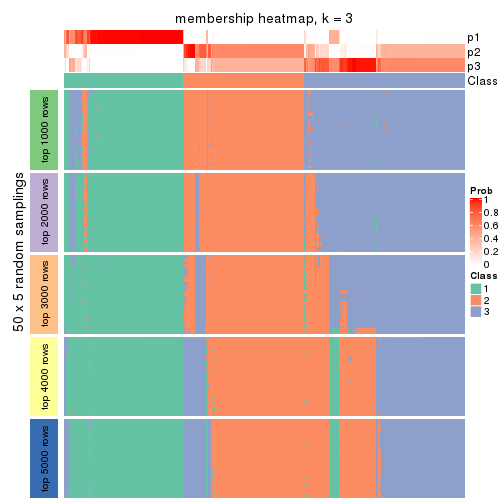 membership heatmap, k = 3
p1
p2
p3
Class
50 x 5 random samplings
top 1000 rows
top 2000 rows
top 3000 rows
top 4000 rows
top 5000 rows
Prob
1
0.8
0.6
0.4
0.2
0
Class
1
2
3